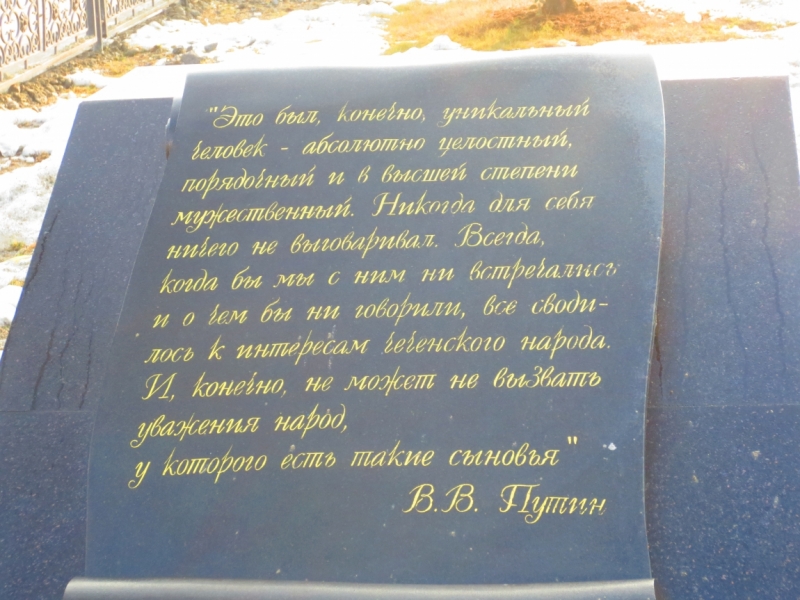 "Это был, конечно, уникальный
человек - абсолютно целостный,
порядочный и в высшей степени
мужественный. Никогда для себя
ничего не выговаривал. Всегда,
когда бы мы с ним ни встречались
и о чем бы ни говорили, все своди-
лось к интересам чеченского народа.
И, конечно, не может не вызвать
уважения народ,
у которого есть такие сыновья"
В.В. Путин